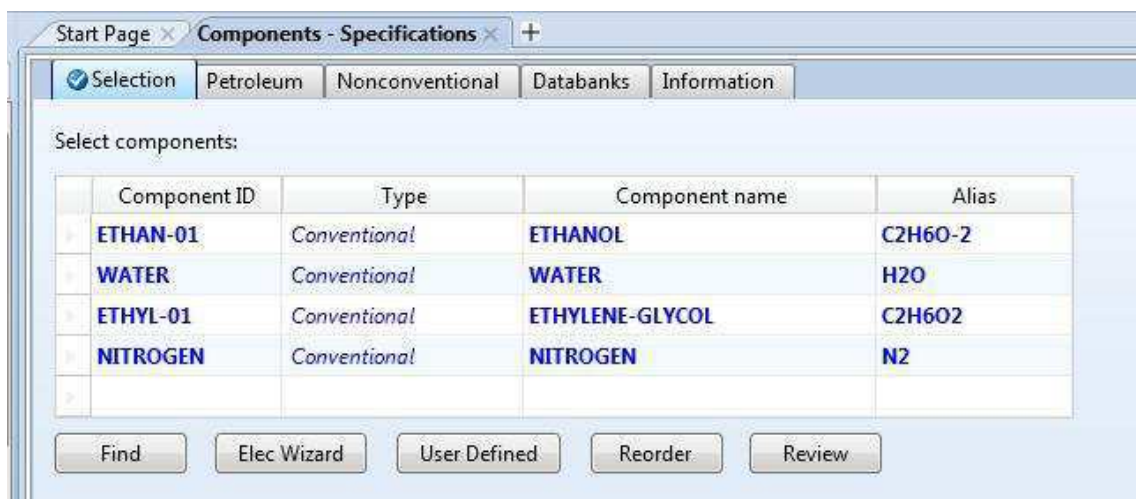 Start Page Components - Specifications +
Selection Petroleum Nonconventional Databanks Information
Select components:
Component ID Type Component name Alias
ETHAN-01 Conventional ETHANOL C2H6O-2
WATER Conventional WATER H2O
ETHYL-01 Conventional ETHYLENE-GLYCOL C2H6O2
NITROGEN Conventional NITROGEN N2
Find Elec Wizard User Defined Reorder Review